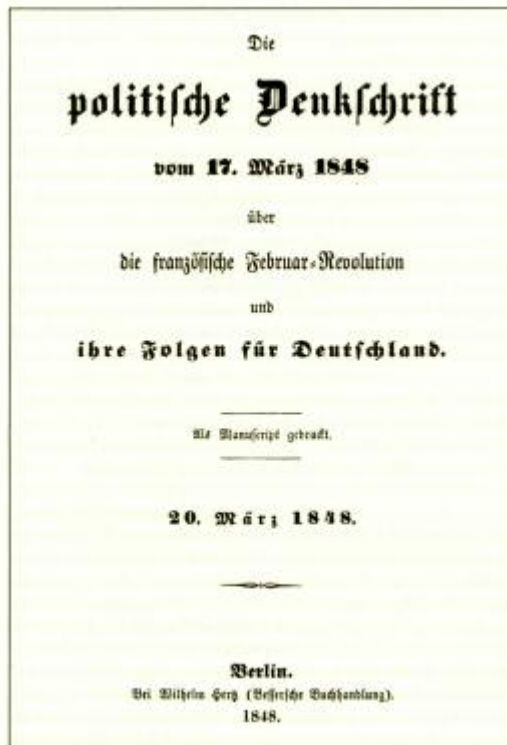 Die
politische Denkschrift
vom 17. März 1848
über
die französische Februar-Revolution
und
ihre Folgen für Deutschland.
Als Manuscript gedruckt.
20. März 1848.
Berlin.
Bei Wilhelm Hertz (Bessersche Buchhandlung).
1848.